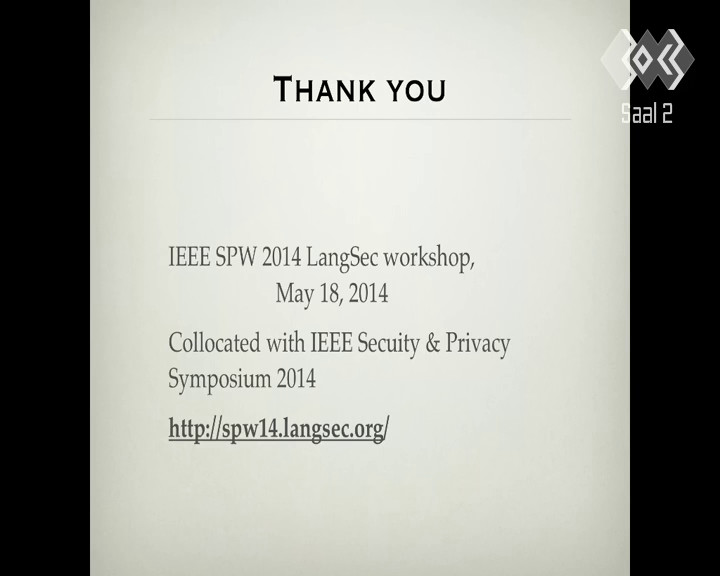 THANK YOU
Saal 2
IEEE SPW 2014 LangSec workshop,
May 18, 2014
Collocated with IEEE Secuity & Privacy
Symposium 2014
http://spw14.langsec.org/